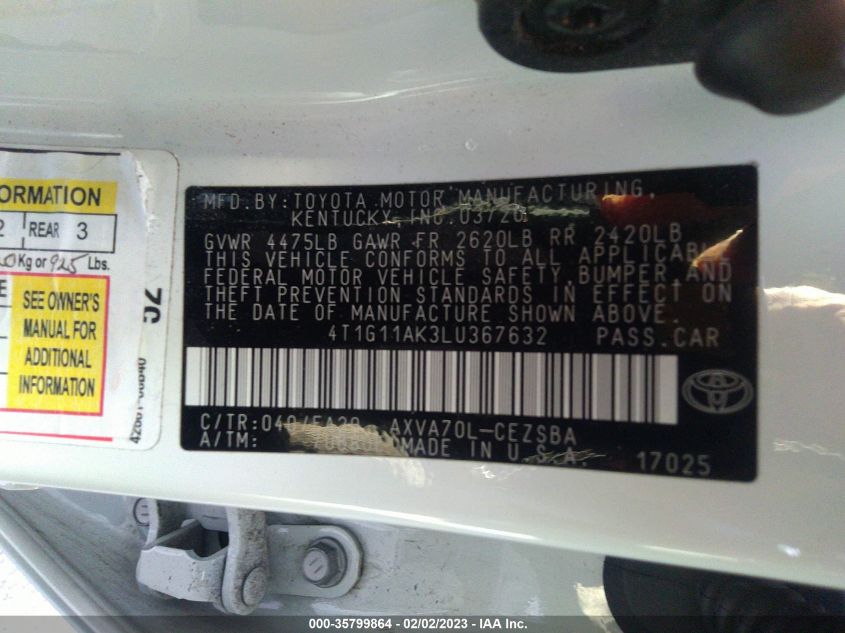 ORMATION
2 REAR 3
Kg or 925 Lbs.
E
SEE OWNER'S
MANUAL FOR
ADDITIONAL
INFORMATION
52
MFD. BY: TOYOTA MOTOR MANUFACTURING,
KENTUCKY, INC 03/20
GVWR 4475LB GAWR FR 2620LB RR 2420LB
THIS VEHICLE CONFORMS TO ALL APPLICABLE
FEDERAL MOTOR VEHICLE SAFETY, BUMPER, AND
THEFT PREVENTION STANDARDS IN EFFECT ON
THE DATE OF MANUFACTURE SHOWN ABOVE.
4T1G11AK3LU367632 PASS.CAR
C/TR:040/FA20 AXVA70L-CEZSBA
A/TM: MADE IN U.S.A. 17025
000-35799864 - 02/02/2023 - IAA Inc.